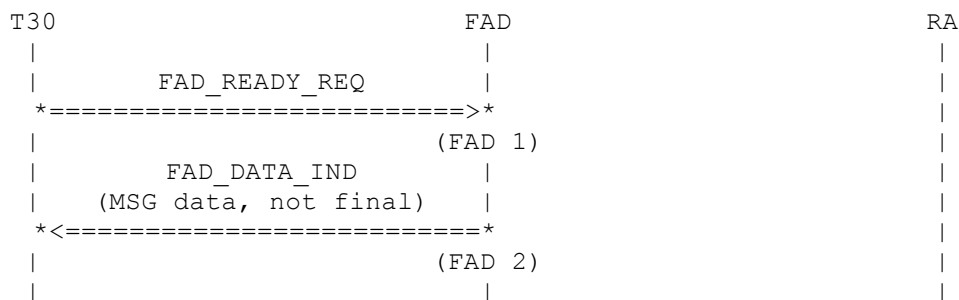 T30 FAD RA
| | |
| FAD_READY_REQ | |
*==========================>* |
| (FAD 1) |
| FAD_DATA_IND | |
| (MSG data, not final) | |
*<==========================* |
| (FAD 2) |
| | |